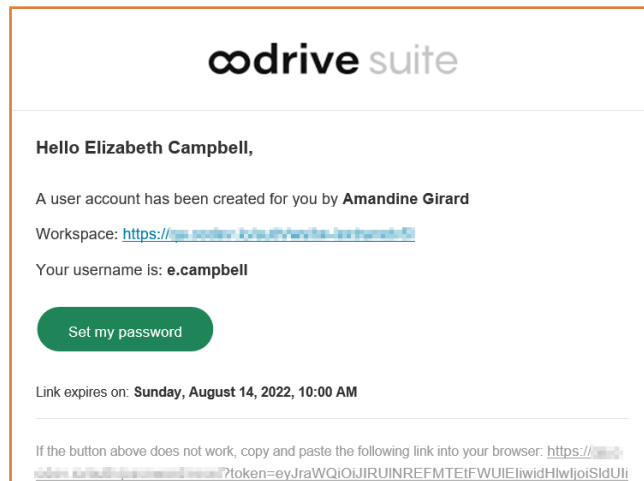 oodrive suite
Hello Elizabeth Campbell,
A user account has been created for you by Amandine Girard
Workspace: https://
Your username is: e.campbell
Set my password
Link expires on: Sunday, August 14, 2022, 10:00 AM
If the button above does not work, copy and paste the following link into your browser: https://
?token=eyJraWQiOiJIRUlNREFMTEtFWUlEIiwidHlwIjoiSldUIi